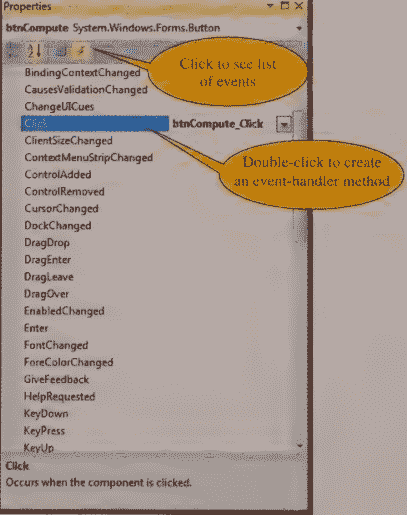 Properties
btnCompute System.Windows.Forms.Button
Click to see list
of events
BindingContextChanged
CausesValidationChanged
ChangeUICues
Click btnCompute_Click
ClientSizeChanged
ContextMenuStripChanged
Double-click to create
an event-handler method
ControlAdded
ControlRemoved
CursorChanged
DockChanged
DragDrop
DragEnter
DragLeave
DragOver
EnabledChanged
Enter
FontChanged
ForeColorChanged
GiveFeedback
HelpRequested
KeyDown
KeyPress
KeyUp
Click
Occurs when the component is clicked.